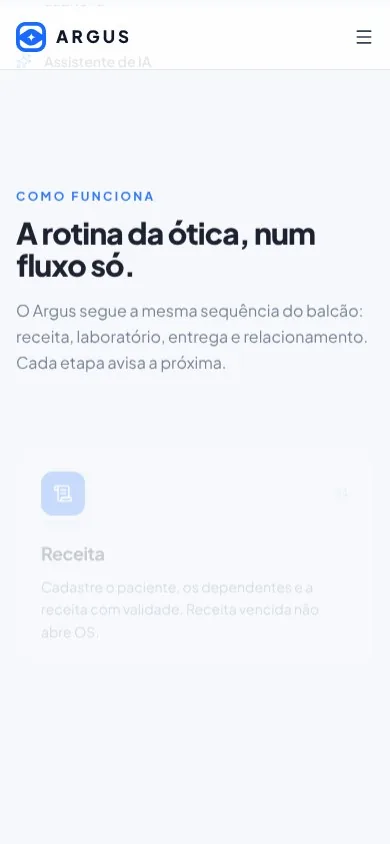 ARGUS
Assistente de IA
COMO FUNCIONA
A rotina da ótica, num
fluxo só.
O Argus segue a mesma sequência do balcão:
receita, laboratório, entrega e relacionamento.
Cada etapa avisa a próxima.
Receita
Cadastre o paciente, os dependentes e a
receita com validade. Receita vencida não
abre OS.